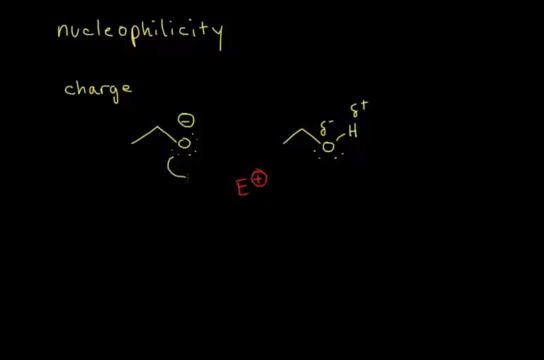 nucleophilicity
charge
⊖
O
δ+
δ- H
O
E⊕